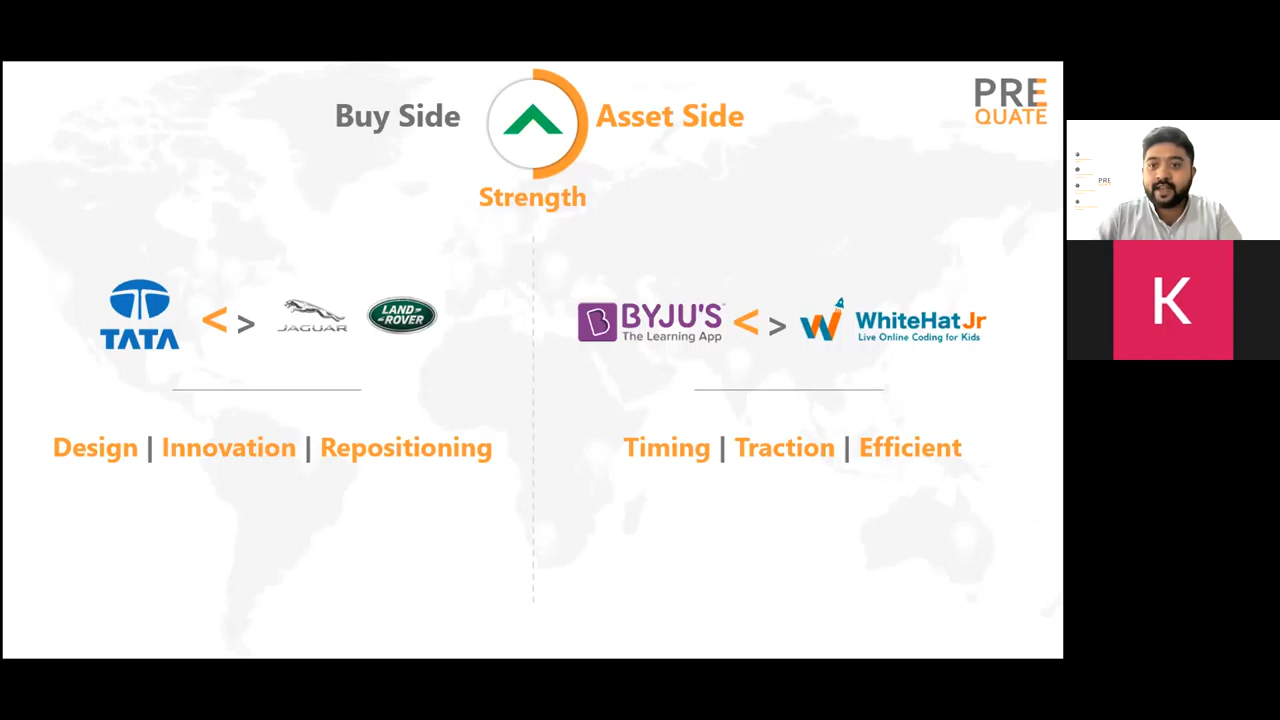 Buy Side
Asset Side
PRE
QUATE
Strength
TATA
< >
JAGUAR
LAND ROVER
BYJU'S
The Learning App
< >
WhiteHat Jr
Live Online Coding for Kids
Design | Innovation | Repositioning
Timing | Traction | Efficient
PRE
K